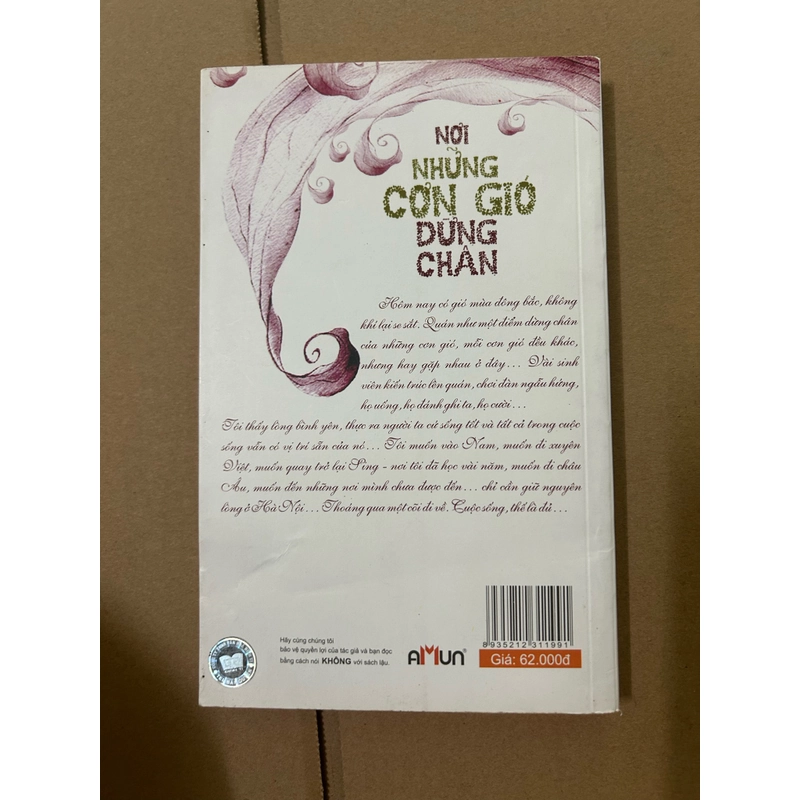 NƠI
NHỮNG
CƠN GIÓ
DỪNG
CHÂN
Hôm nay có gió mùa đông bắc, không
khí lại se sắt. Quán như một điểm dừng chân
của những cơn gió, mỗi cơn gió đều khác,
nhưng hay gặp nhau ở đây... Vài sinh
viên kiến trúc lên quán, chơi đàn ngẫu hứng,
họ uống, họ đánh ghi ta, họ cười...
Tôi thấy lòng bình yên, thực ra người ta cứ sống tốt và tất cả trong cuộc
sống vẫn có vị trí sẵn của nó... Tôi muốn vào Nam, muốn đi xuyên
Việt, muốn quay trở lại Sing - nơi tôi đã học vài năm, muốn đi châu
Âu, muốn đến những nơi mình chưa được đến... chỉ cần giữ nguyên
lòng ở Hà Nội... Thoáng qua một cõi đi về. Cuộc sống, thế là đủ...
8935212311991
Hãy cùng chúng tôi
bảo vệ quyền lợi của tác giả và bạn đọc
bằng cách nói KHÔNG với sách lậu.
AMUN®
Giá: 62.000đ